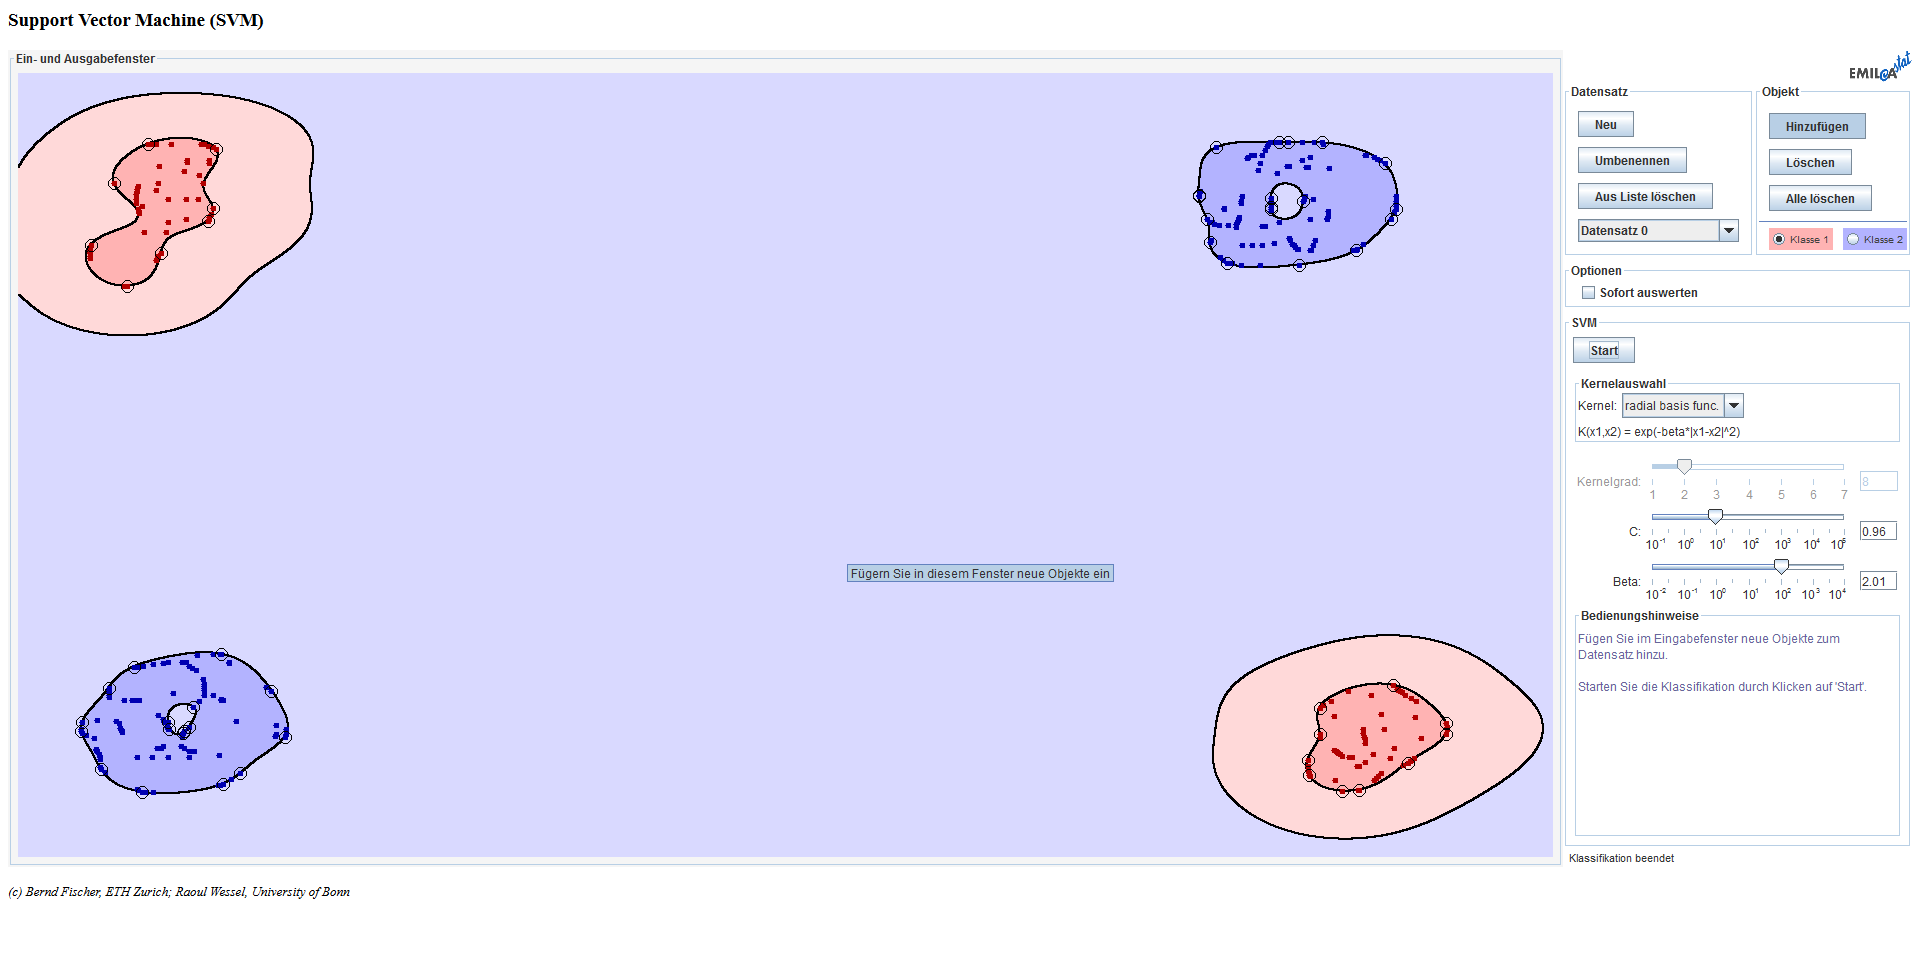 Support Vector Machine (SVM)
Ein- und Ausgabefenster
EMILeA stat
Datensatz
Neu
Umbenennen
Aus Liste löschen
Datensatz 0
Objekt
Hinzufügen
Löschen
Alle löschen
Klasse 1
Klasse 2
Optionen
Sofort auswerten
SVM
Start
Kernelauswahl
Kernel: radial basis func.
K(x1,x2) = exp(-beta*|x1-x2|^2)
Kernelgrad: 8
1 2 3 4 5 6 7
C: 0.96
10^-1 10^0 10^1 10^2 10^3 10^4 10^5
Beta: 2.01
10^-2 10^-1 10^0 10^1 10^2 10^3 10^4
Fügern Sie in diesem Fenster neue Objekte ein
Bedienungshinweise
Fügen Sie im Eingabefenster neue Objekte zum
Datensatz hinzu.
Starten Sie die Klassifikation durch Klicken auf 'Start'.
Klassifikation beendet
(c) Bernd Fischer, ETH Zurich; Raoul Wessel, University of Bonn